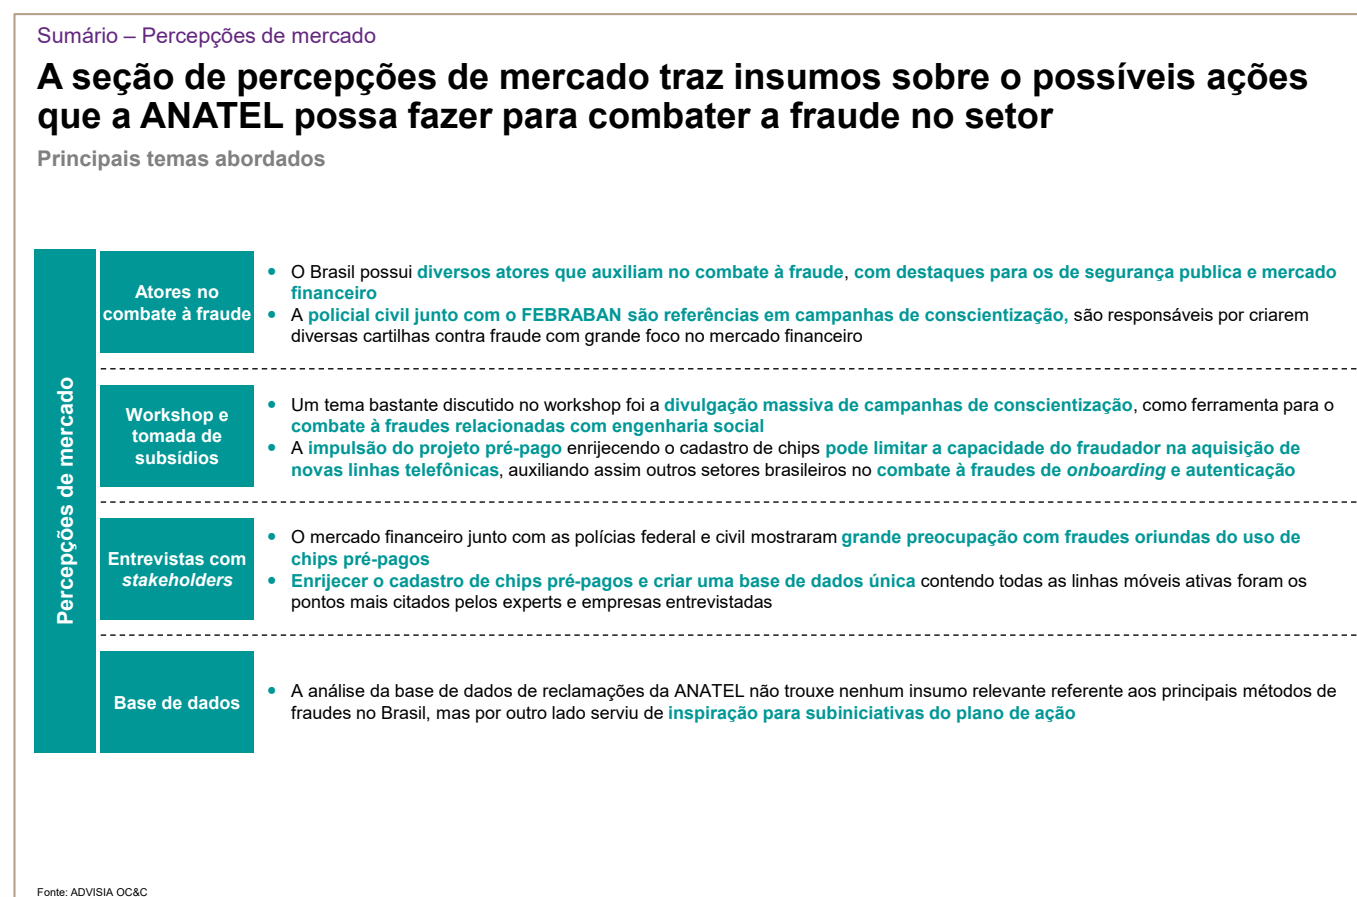 Sumário – Percepções de mercado
A seção de percepções de mercado traz insumos sobre o possíveis ações
que a ANATEL possa fazer para combater a fraude no setor
Principais temas abordados
Percepções de mercado
Atores no
combate à fraude
• O Brasil possui diversos atores que auxiliam no combate à fraude, com destaques para os de segurança publica e mercado
financeiro
• A policial civil junto com o FEBRABAN são referências em campanhas de conscientização, são responsáveis por criarem
diversas cartilhas contra fraude com grande foco no mercado financeiro
Workshop e
tomada de
subsídios
• Um tema bastante discutido no workshop foi a divulgação massiva de campanhas de conscientização, como ferramenta para o
combate à fraudes relacionadas com engenharia social
• A impulsão do projeto pré-pago enrijecendo o cadastro de chips pode limitar a capacidade do fraudador na aquisição de
novas linhas telefônicas, auxiliando assim outros setores brasileiros no combate à fraudes de onboarding e autenticação
Entrevistas com
stakeholders
• O mercado financeiro junto com as polícias federal e civil mostraram grande preocupação com fraudes oriundas do uso de
chips pré-pagos
• Enrijecer o cadastro de chips pré-pagos e criar uma base de dados única contendo todas as linhas móveis ativas foram os
pontos mais citados pelos experts e empresas entrevistadas
Base de dados
• A análise da base de dados de reclamações da ANATEL não trouxe nenhum insumo relevante referente aos principais métodos de
fraudes no Brasil, mas por outro lado serviu de inspiração para subiniciativas do plano de ação
Fonte: ADVISIA OC&C